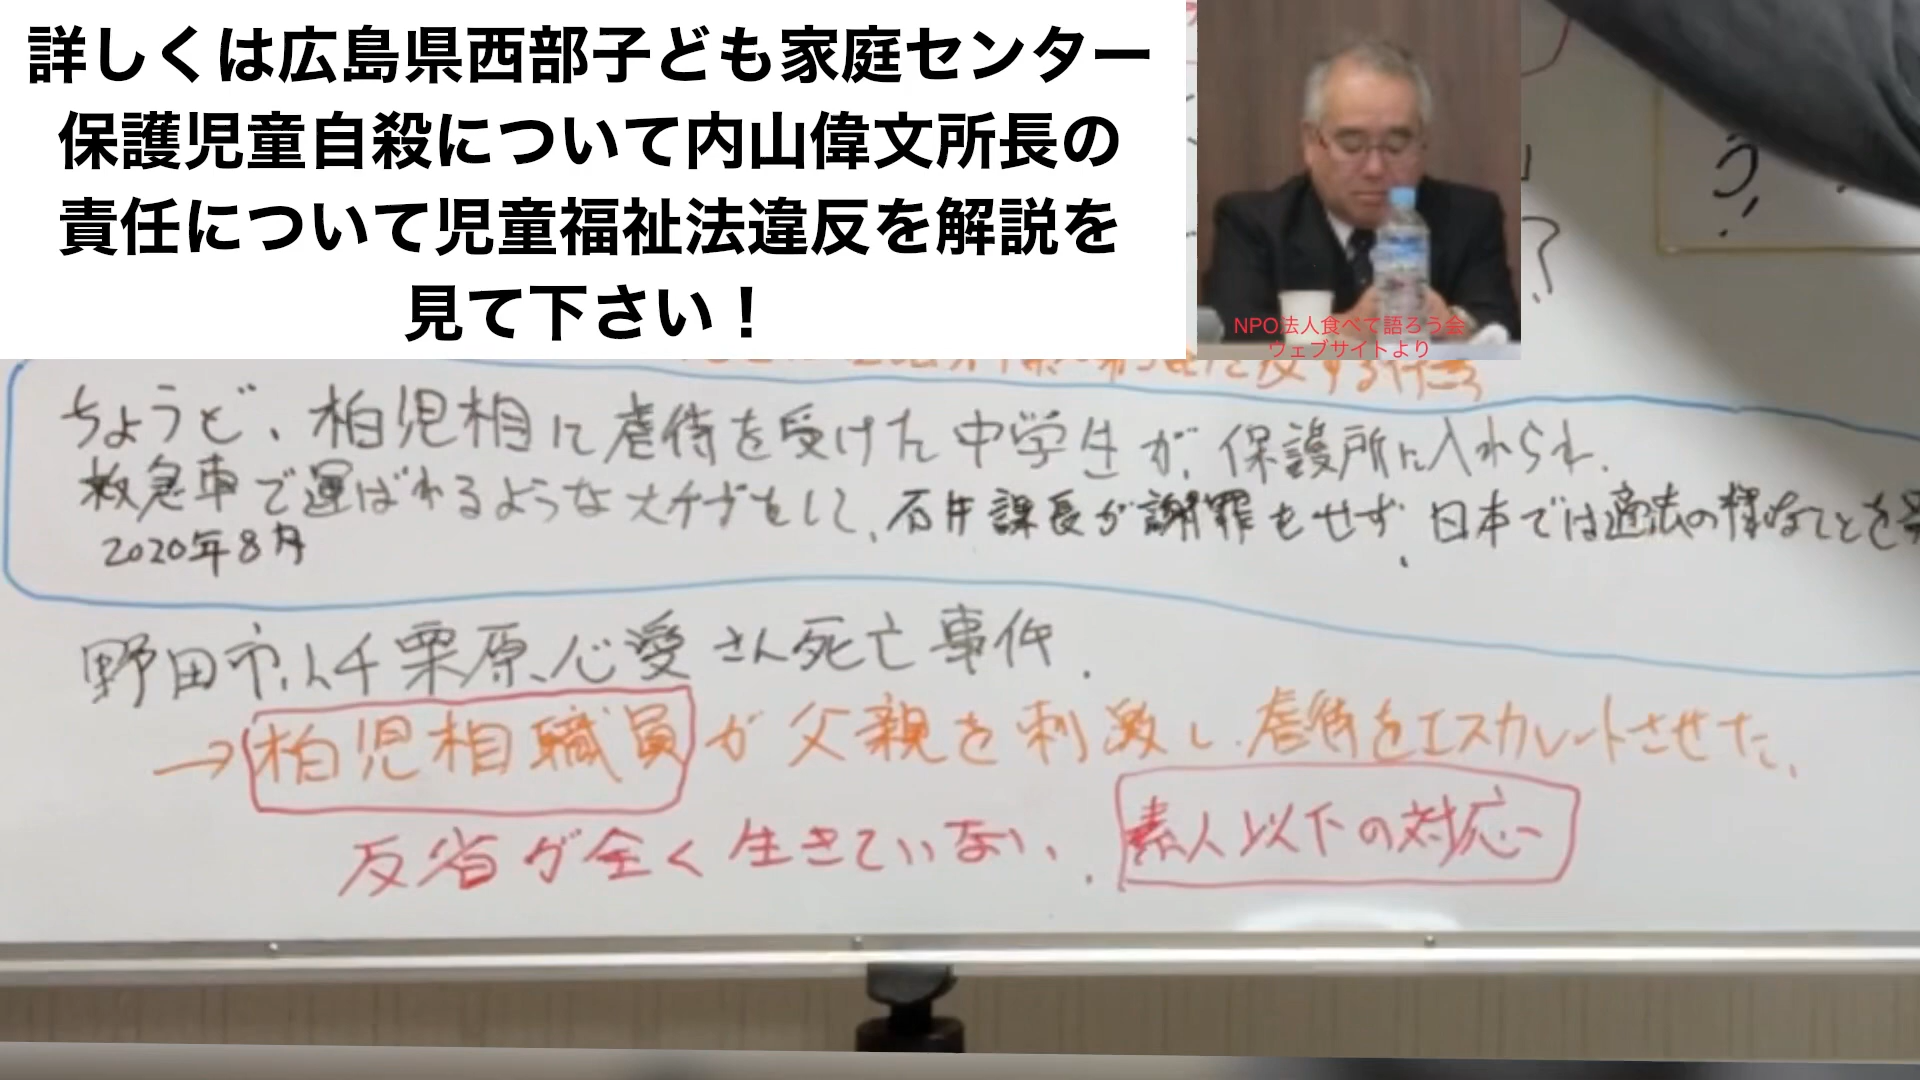 詳しくは広島県西部子ども家庭センター
保護児童自殺について内山偉文所長の
責任について児童福祉法違反を解説を
見て下さい！
NPO法人食べて語ろう会
ウェブサイトより
反する行為
ちょうど、柏児相に虐待を受けた中学生が、保護所に入れられ、
救急車で運ばれるような大ケガをして、石井課長が謝罪もせず、日本では適法の様なことを
2020年8月
野田市小4 栗原心愛さん死亡事件.
→柏児相職員が父親を刺激し、虐待をエスカレートさせた、
反省が全く生きていない、素人以下の対応